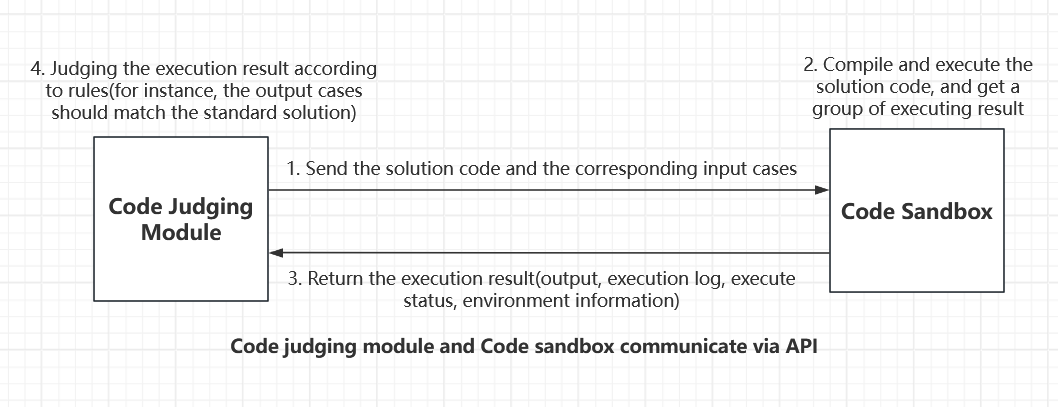 4. Judging the execution result according
to rules(for instance, the output cases
should match the standard solution)
2. Compile and execute the
solution code, and get a
group of executing result
1. Send the solution code and the corresponding input cases
Code Judging
Module
Code Sandbox
3. Return the execution result(output, execution log, execute
status, environment information)
Code judging module and Code sandbox communicate via API